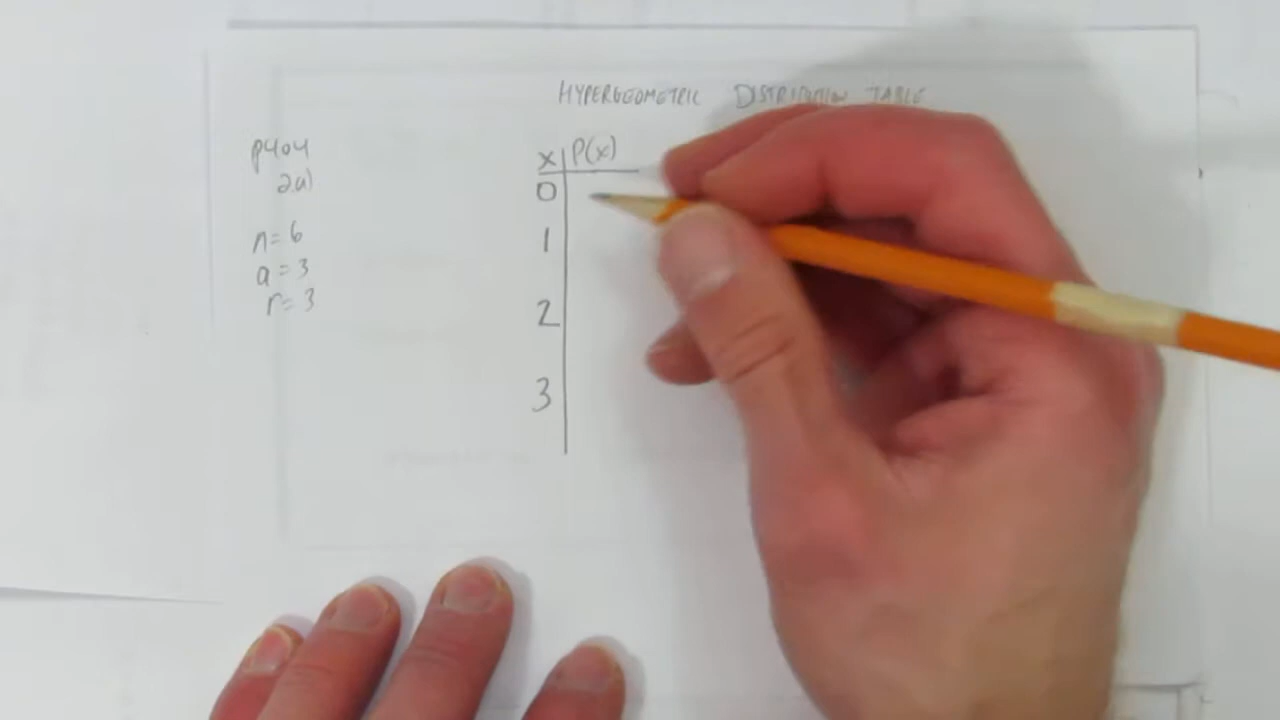 HYPERGEOMETRIC DISTRIBUTION TABLE
p404
2a)
n=6
a=3
r=3
x P(x)
0
1
2
3